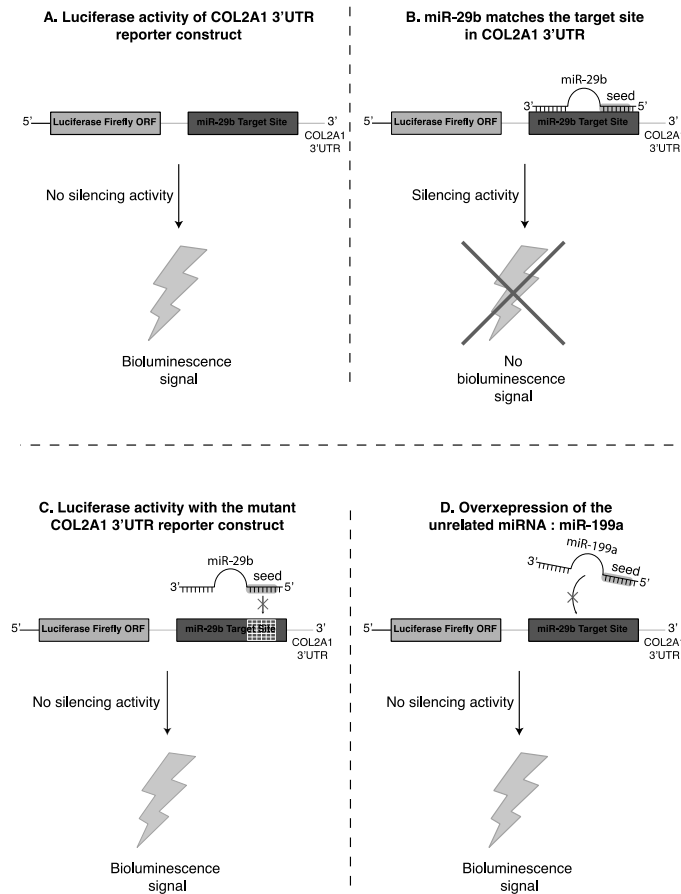 A. Luciferase activity of COL2A1 3'UTR
reporter construct
5'
Luciferase Firefly ORF
miR-29b Target Site
3'
COL2A1
3'UTR
No silencing activity
Bioluminescence
signal
B. miR-29b matches the target site
in COL2A1 3'UTR
miR-29b
seed
3'
5'
5'
Luciferase Firefly ORF
miR-29b Target Site
3'
COL2A1
3'UTR
Silencing activity
No
bioluminescence
signal
C. Luciferase activity with the mutant
COL2A1 3'UTR reporter construct
miR-29b
seed
3'
5'
5'
Luciferase Firefly ORF
miR-29b Target Site
3'
COL2A1
3'UTR
No silencing activity
Bioluminescence
signal
D. Overxepression of the
unrelated miRNA : miR-199a
miR-199a
seed
3'
5'
5'
Luciferase Firefly ORF
miR-29b Target Site
3'
COL2A1
3'UTR
No silencing activity
Bioluminescence
signal